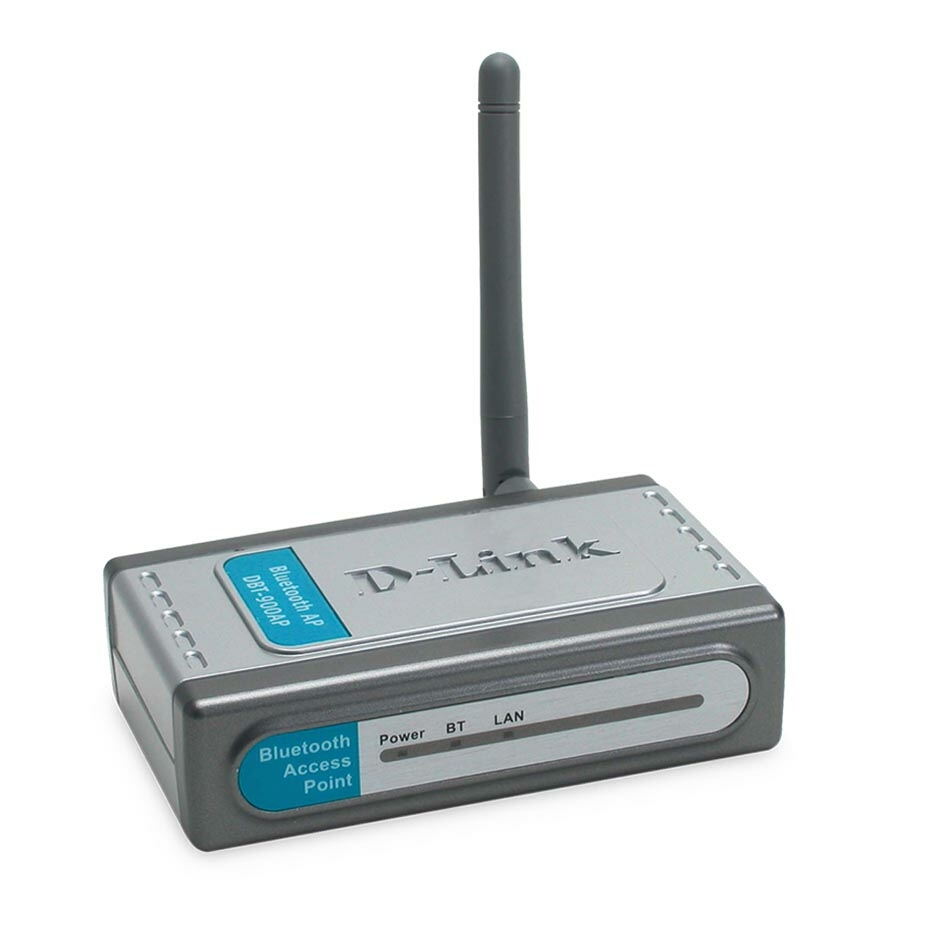 D-Link
Bluetooth AP
DBT-900AP
Power BT LAN
Bluetooth
Access
Point